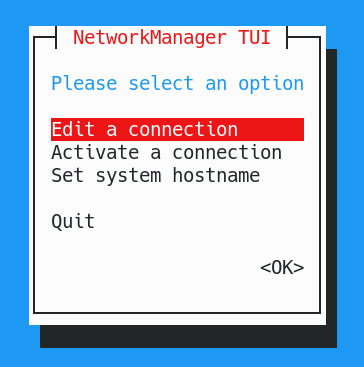 NetworkManager TUI
Please select an option
Edit a connection
Activate a connection
Set system hostname
Quit
<OK>